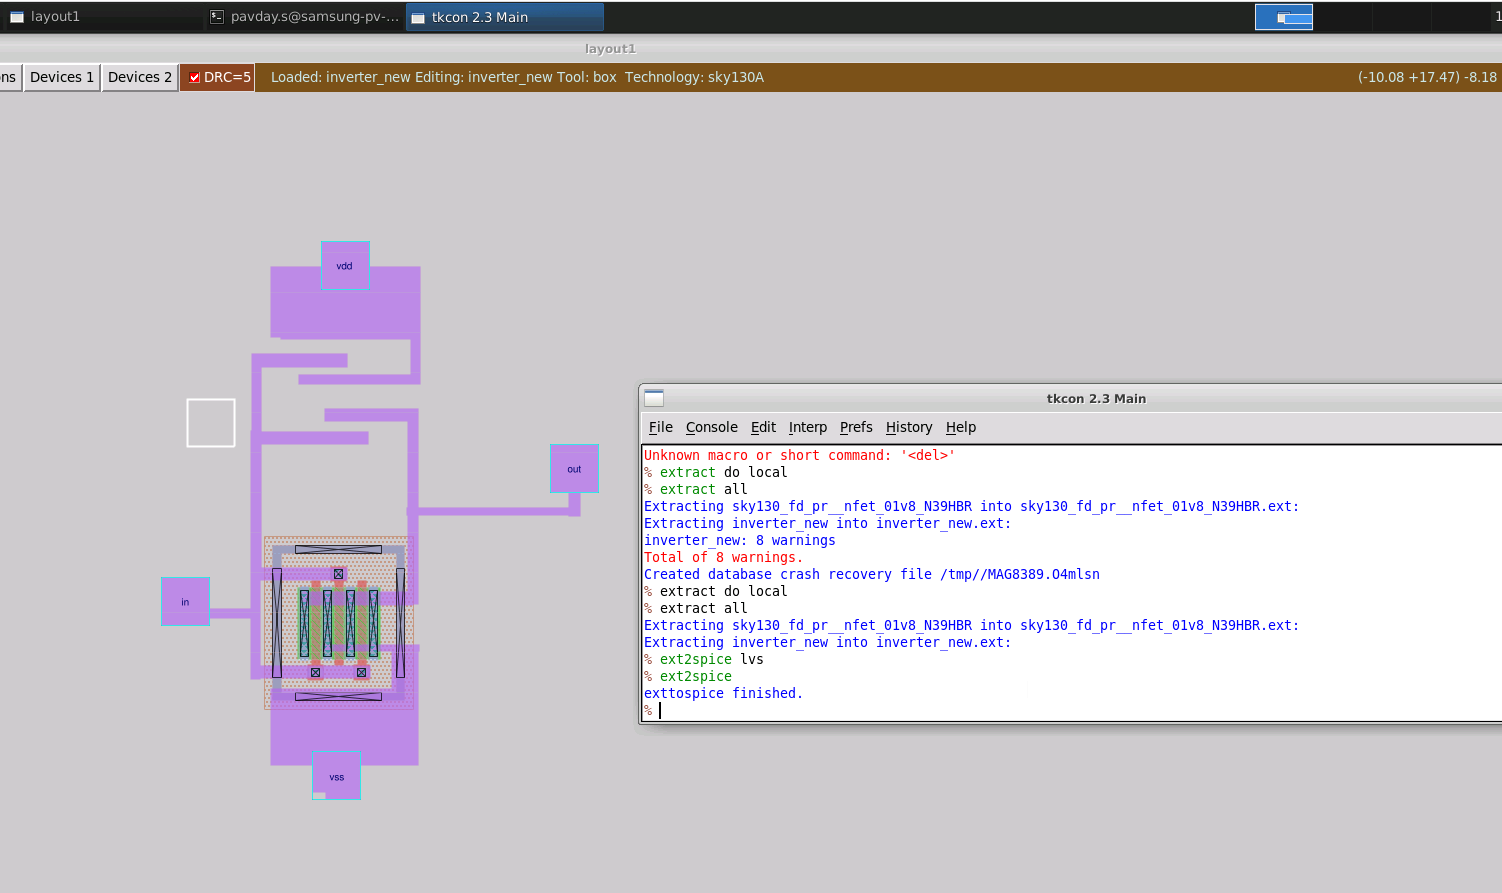 layout1
pavday.s@samsung-pv-...
tkcon 2.3 Main
1
layout1
ns
Devices 1
Devices 2
DRC=5
Loaded: inverter_new Editing: inverter_new Tool: box Technology: sky130A
(-10.08 +17.47) -8.18
vdd
out
in
vss
tkcon 2.3 Main
File Console Edit Interp Prefs History Help
Unknown macro or short command: '<del>'
% extract do local
% extract all
Extracting sky130_fd_pr__nfet_01v8_N39HBR into sky130_fd_pr__nfet_01v8_N39HBR.ext:
Extracting inverter_new into inverter_new.ext:
inverter_new: 8 warnings
Total of 8 warnings.
Created database crash recovery file /tmp//MAG8389.O4mlsn
% extract do local
% extract all
Extracting sky130_fd_pr__nfet_01v8_N39HBR into sky130_fd_pr__nfet_01v8_N39HBR.ext:
Extracting inverter_new into inverter_new.ext:
% ext2spice lvs
% ext2spice
exttospice finished.
%